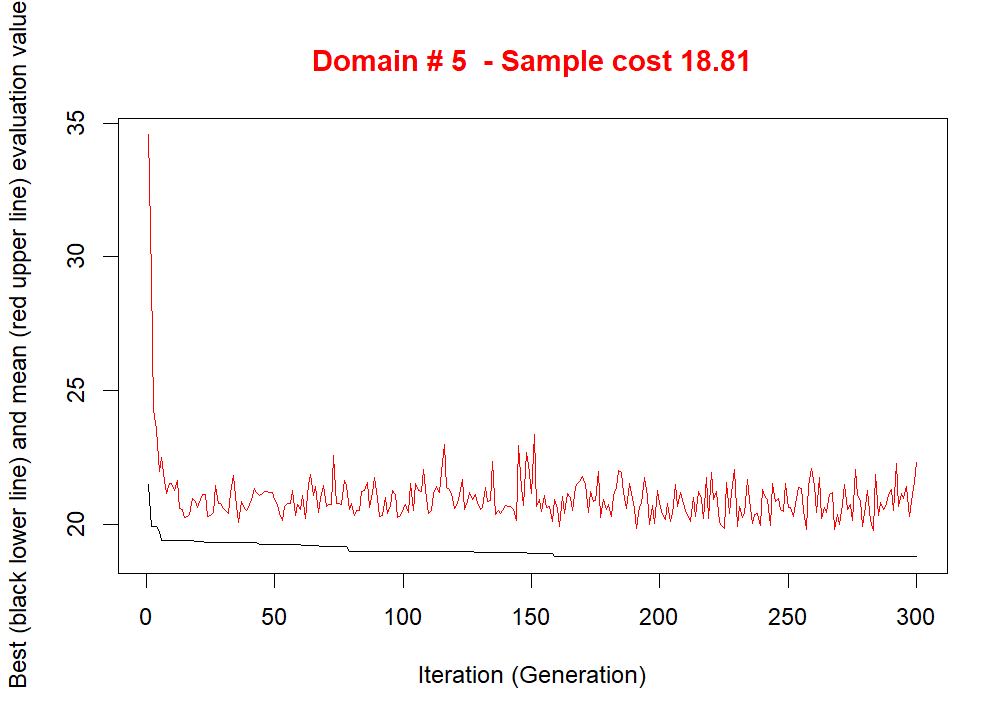 Domain # 5  - Sample cost 18.81
Best (black lower line) and mean (red upper line) evaluation value
35
30
25
20
0 50 100 150 200 250 300
Iteration (Generation)